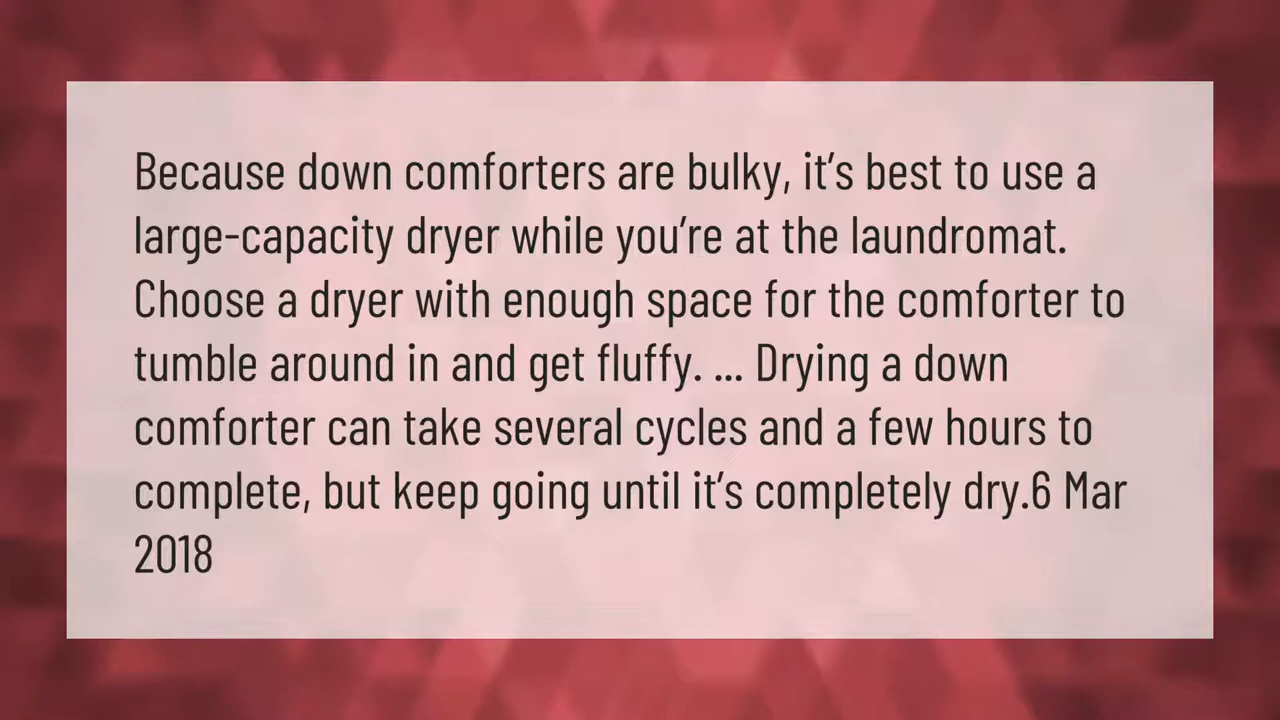 Because down comforters are bulky, it’s best to use a
large-capacity dryer while you’re at the laundromat.
Choose a dryer with enough space for the comforter to
tumble around in and get fluffy. ... Drying a down
comforter can take several cycles and a few hours to
complete, but keep going until it’s completely dry.6 Mar
2018